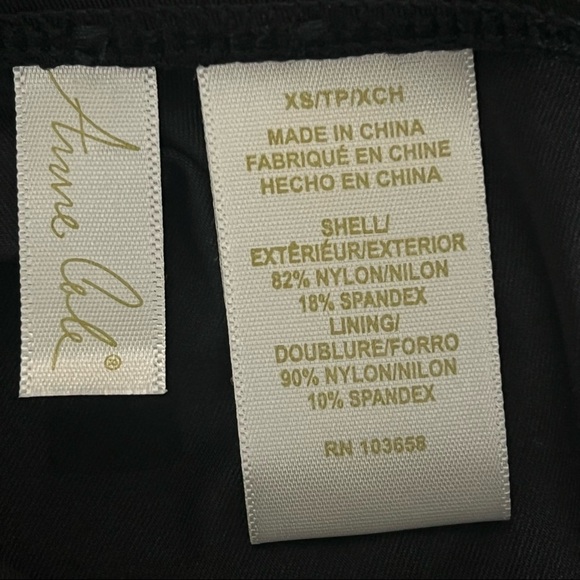 Anne Cole®
XS/TP/XCH
MADE IN CHINA
FABRIQUÉ EN CHINE
HECHO EN CHINA
SHELL/
EXTÉRIÉUR/EXTERIOR
82% NYLON/NILON
18% SPANDEX
LINING/
DOUBLURE/FORRO
90% NYLON/NILON
10% SPANDEX
RN 103658